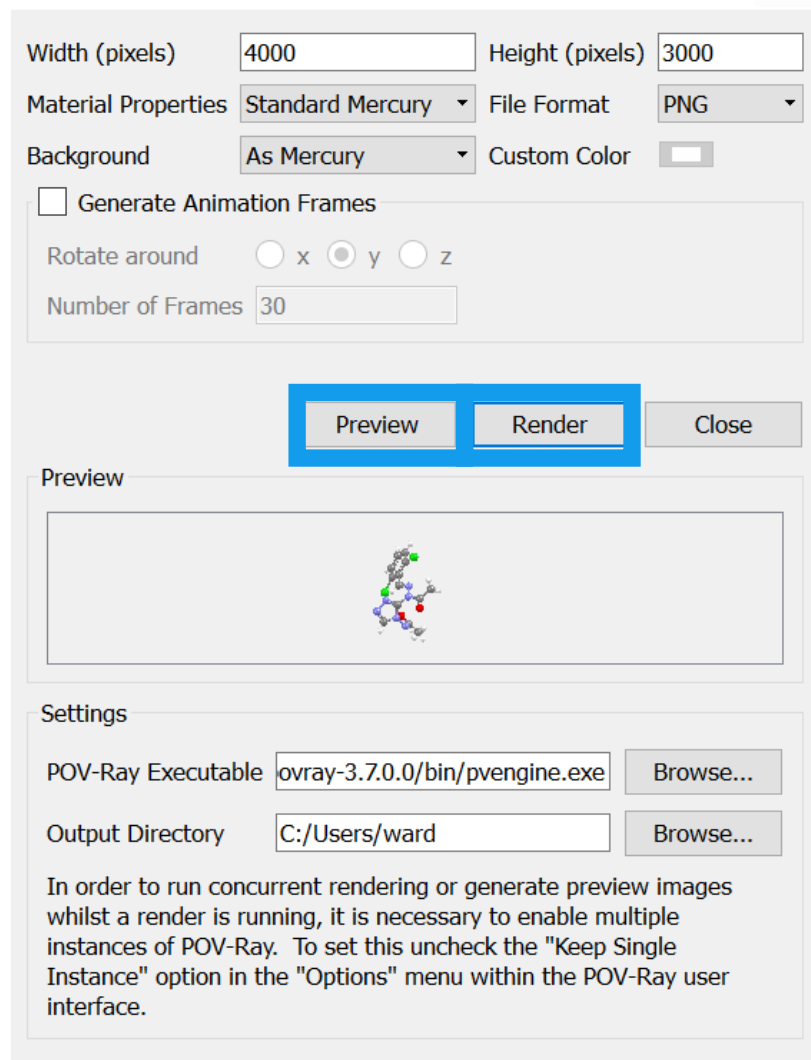 Width (pixels) 4000 Height (pixels) 3000
Material Properties Standard Mercury File Format PNG
Background As Mercury Custom Color
Generate Animation Frames
Rotate around x y z
Number of Frames 30
Preview Render Close
Preview
Settings
POV-Ray Executable ovray-3.7.0.0/bin/pvengine.exe Browse...
Output Directory C:/Users/ward Browse...
In order to run concurrent rendering or generate preview images
whilst a render is running, it is necessary to enable multiple
instances of POV-Ray.  To set this uncheck the "Keep Single
Instance" option in the "Options" menu within the POV-Ray user
interface.